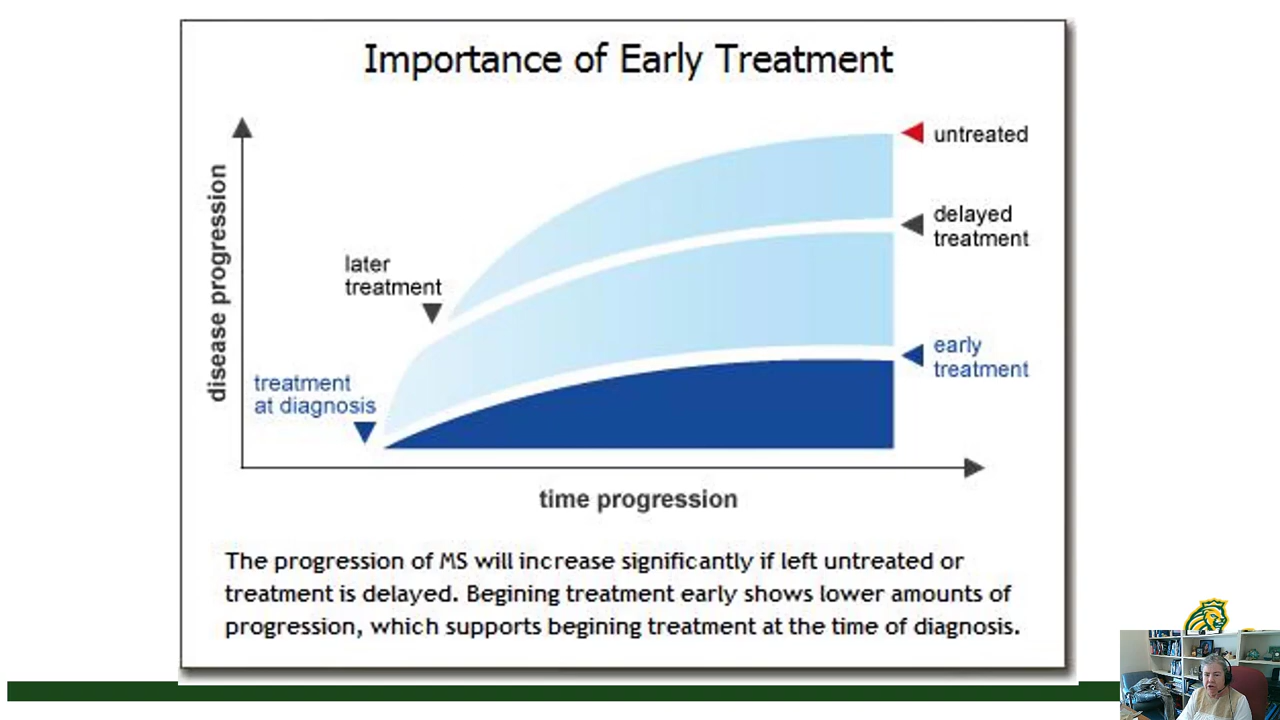 Importance of Early Treatment
untreated
delayed
treatment
later
treatment
early
treatment
treatment
at diagnosis
disease progression
time progression
The progression of MS will increase significantly if left untreated or
treatment is delayed. Begining treatment early shows lower amounts of
progression, which supports begining treatment at the time of diagnosis.